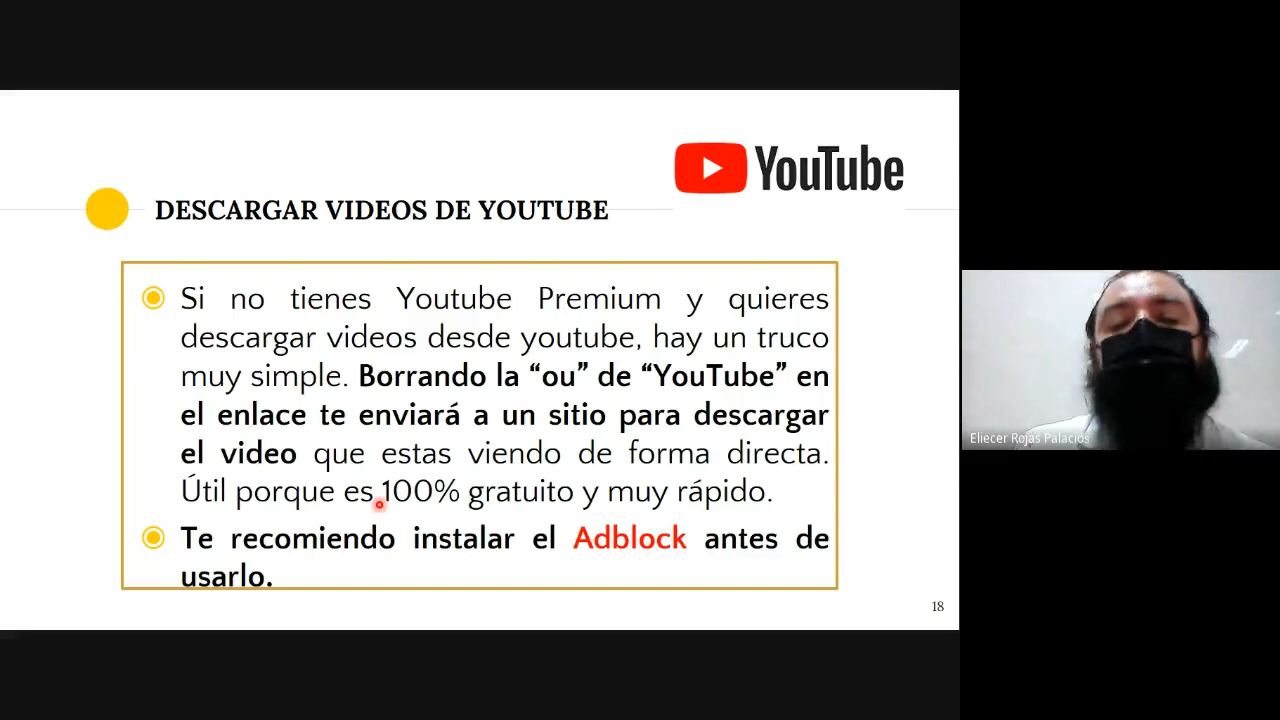 YouTube
DESCARGAR VIDEOS DE YOUTUBE
Si no tienes Youtube Premium y quieres
descargar videos desde youtube, hay un truco
muy simple. Borrando la “ou” de “YouTube” en
el enlace te enviará a un sitio para descargar
el video que estas viendo de forma directa.
Útil porque es 100% gratuito y muy rápido.
Te recomiendo instalar el Adblock antes de
usarlo.
18
Eliecer Rojas Palacios